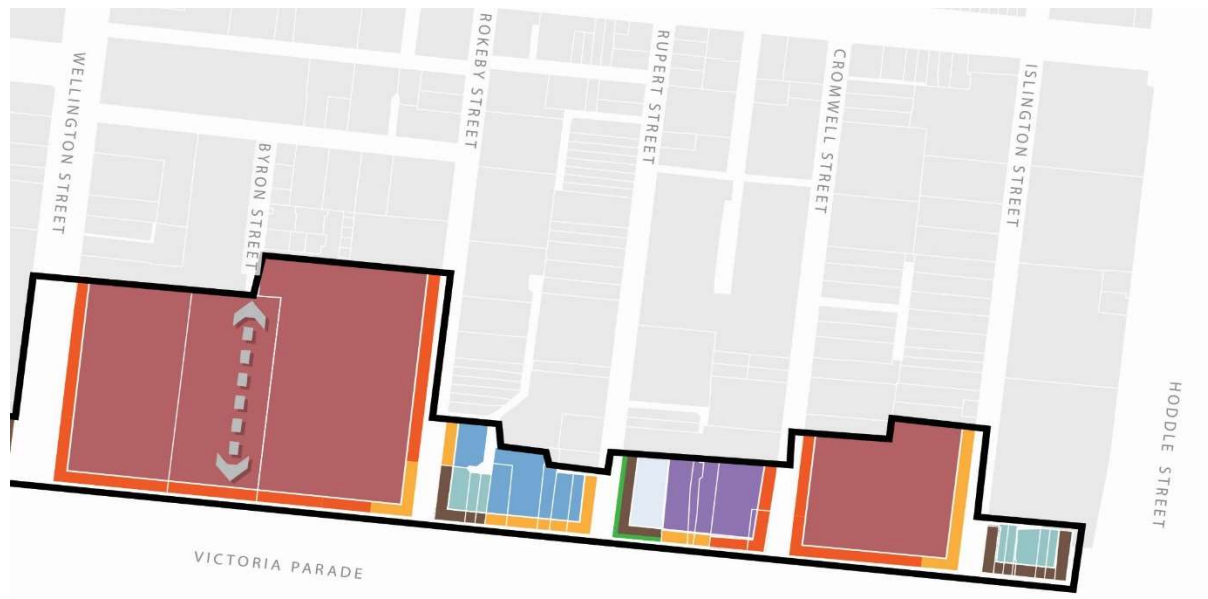 WELLINGTON STREET
BYRON STREET
ROKEBY STREET
RUPERT STREET
CROMWELL STREET
ISLINGTON STREET
HODDLE STREET
VICTORIA PARADE